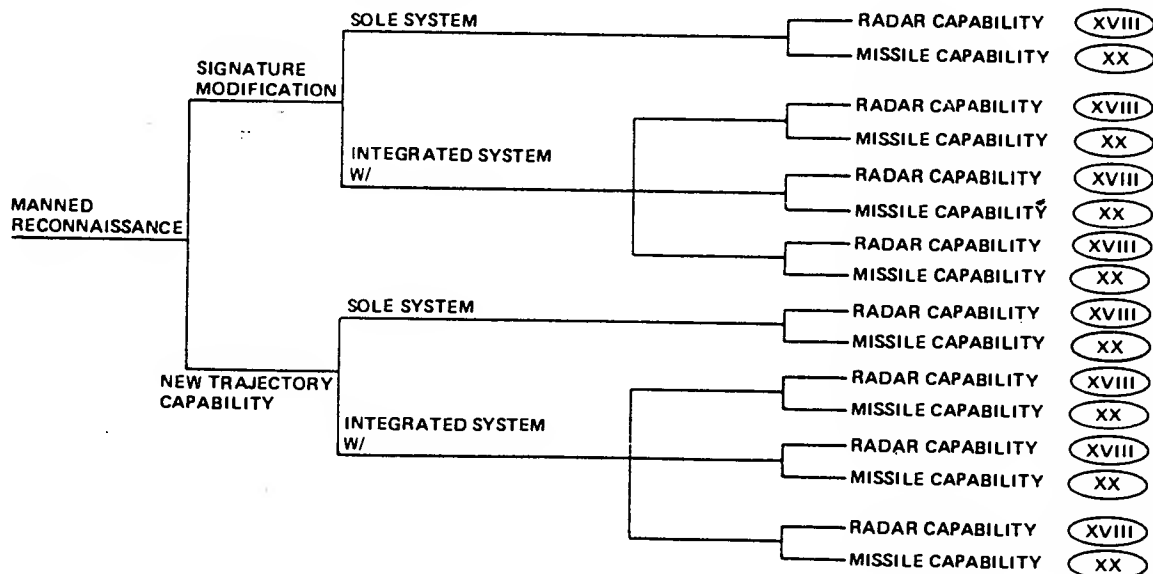 SOLE SYSTEM
RADAR CAPABILITY XVIII
MISSILE CAPABILITY XX
SIGNATURE
MODIFICATION
RADAR CAPABILITY XVIII
MISSILE CAPABILITY XX
INTEGRATED SYSTEM
W/
RADAR CAPABILITY XVIII
MISSILE CAPABILITY XX
MANNED
RECONNAISSANCE
RADAR CAPABILITY XVIII
MISSILE CAPABILITY XX
SOLE SYSTEM
RADAR CAPABILITY XVIII
MISSILE CAPABILITY XX
NEW TRAJECTORY
CAPABILITY
RADAR CAPABILITY XVIII
MISSILE CAPABILITY XX
INTEGRATED SYSTEM
W/
RADAR CAPABILITY XVIII
MISSILE CAPABILITY XX
RADAR CAPABILITY XVIII
MISSILE CAPABILITY XX